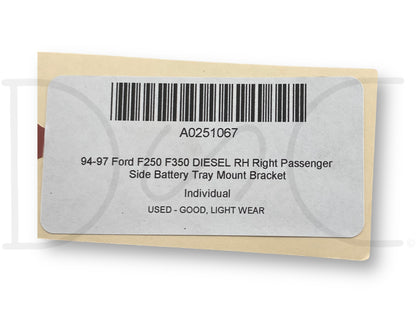 A0251067
94-97 Ford F250 F350 DIESEL RH Right Passenger
Side Battery Tray Mount Bracket
Individual
USED - GOOD, LIGHT WEAR